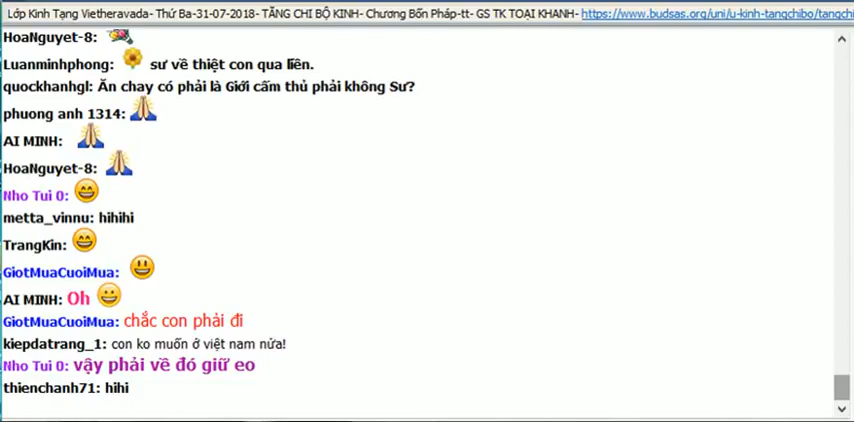 Lớp Kinh Tạng Vietheravada- Thứ Ba-31-07-2018- TĂNG CHI BỘ KINH- Chương Bốn Pháp-tt- GS TK TOẠI KHANH- https://www.budsas.org/uni/u-kinh-tangchibo/tangchi
HoaNguyet-8:
Luanminhphong: sư về thiệt con qua liền.
quockhanhgl: Ăn chay có phải là Giới cấm thủ phải không Sư?
phuong anh 1314:
AI MINH:
HoaNguyet-8:
Nho Tui 0:
metta_vinnu: hihihi
TrangKin:
GiotMuaCuoiMua:
AI MINH: Oh
GiotMuaCuoiMua: chắc con phải đi
kiepdatrang_1: con ko muốn ở việt nam nứa!
Nho Tui 0: vậy phải về đó giữ eo
thienchanh71: hihi